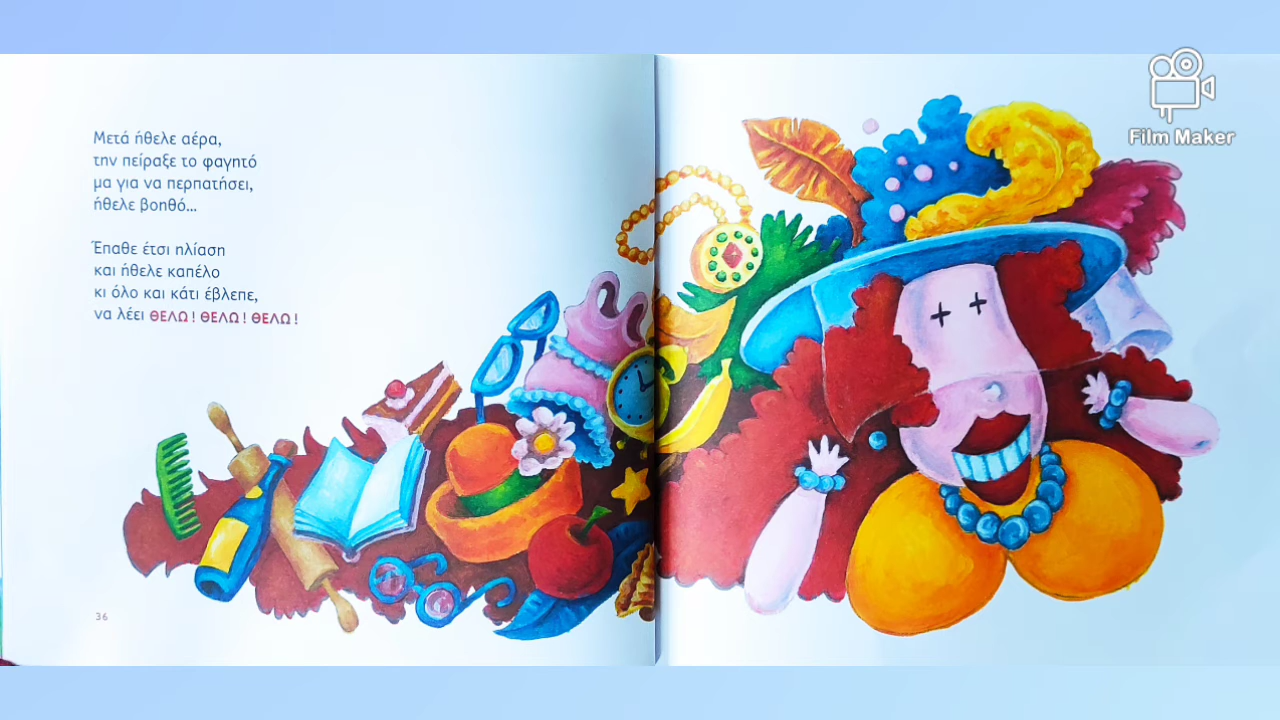 Μετά ήθελε αέρα,
την πείραξε το φαγητό
μα για να περπατήσει,
ήθελε βοηθό...
Έπαθε έτσι ηλίαση
και ήθελε καπέλο
κι όλο και κάτι έβλεπε,
να λέει ΘΕΛΩ! ΘΕΛΩ! ΘΕΛΩ!
36
Film Maker